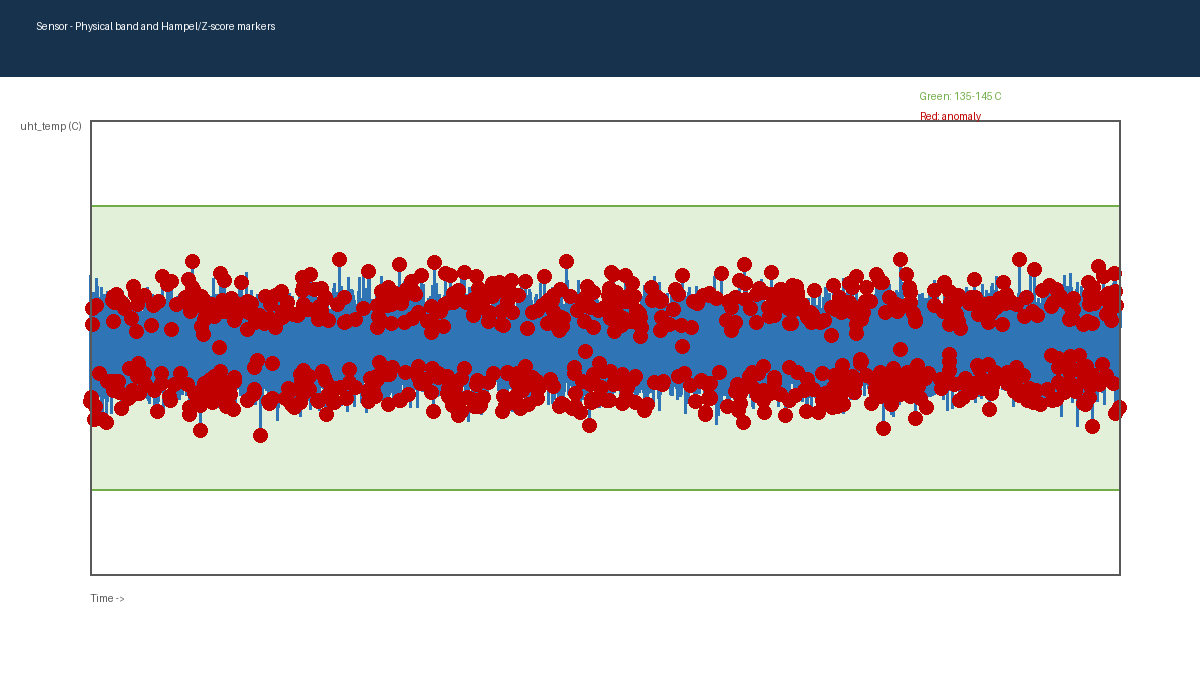 Sensor - Physical band and Hampel/Z-score markers
Green: 135-145 C
Red: anomaly
uht_temp (C)
Time ->